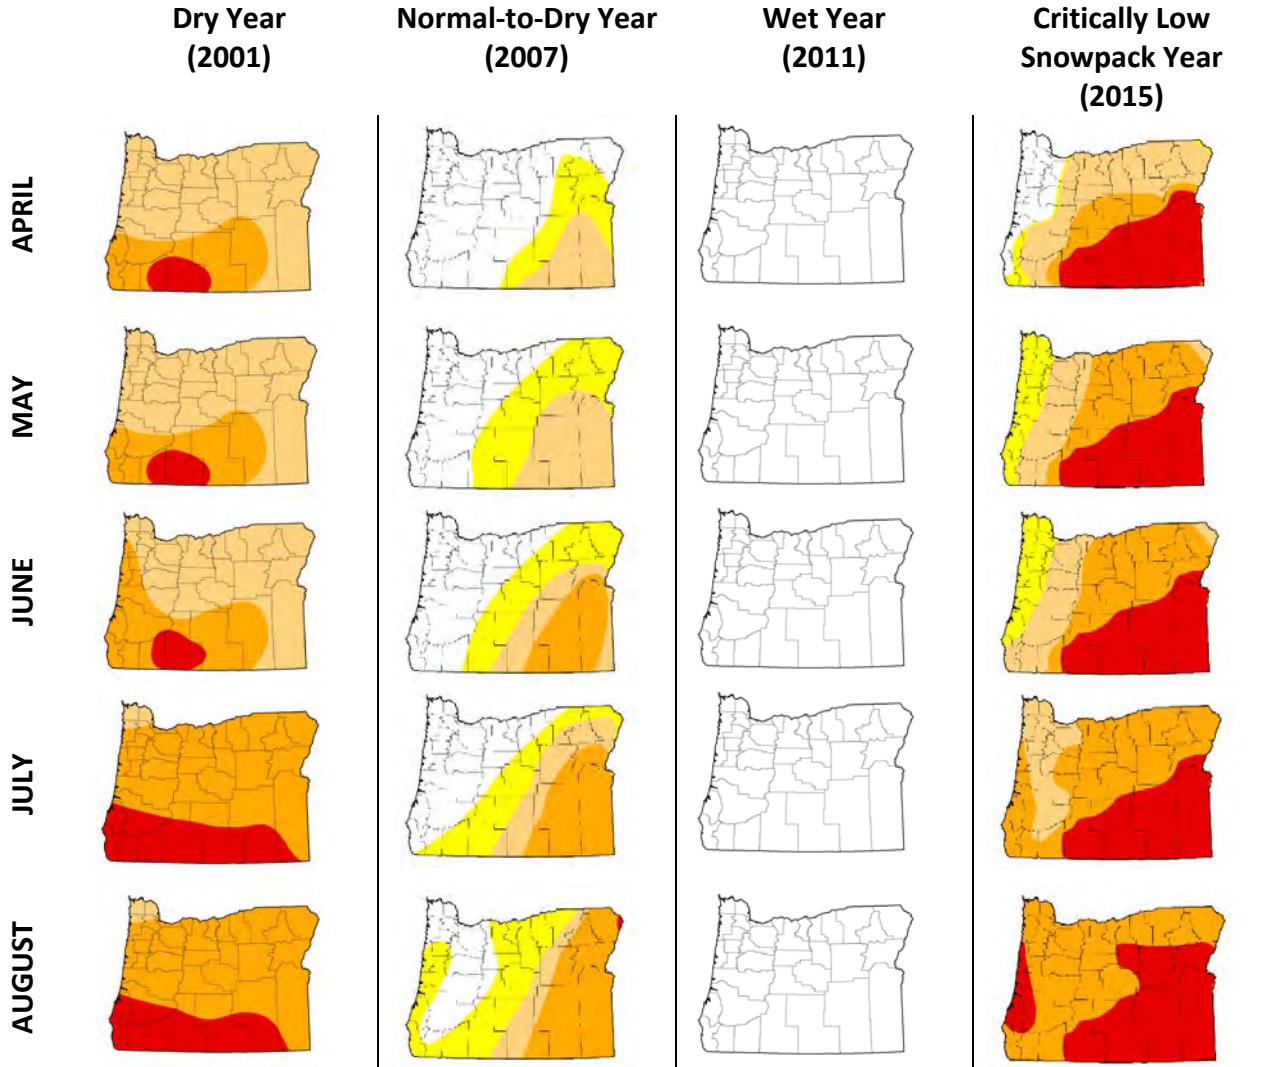 Dry Year
(2001)
Normal-to-Dry Year
(2007)
Wet Year
(2011)
Critically Low
Snowpack Year
(2015)
APRIL
MAY
JUNE
JULY
AUGUST